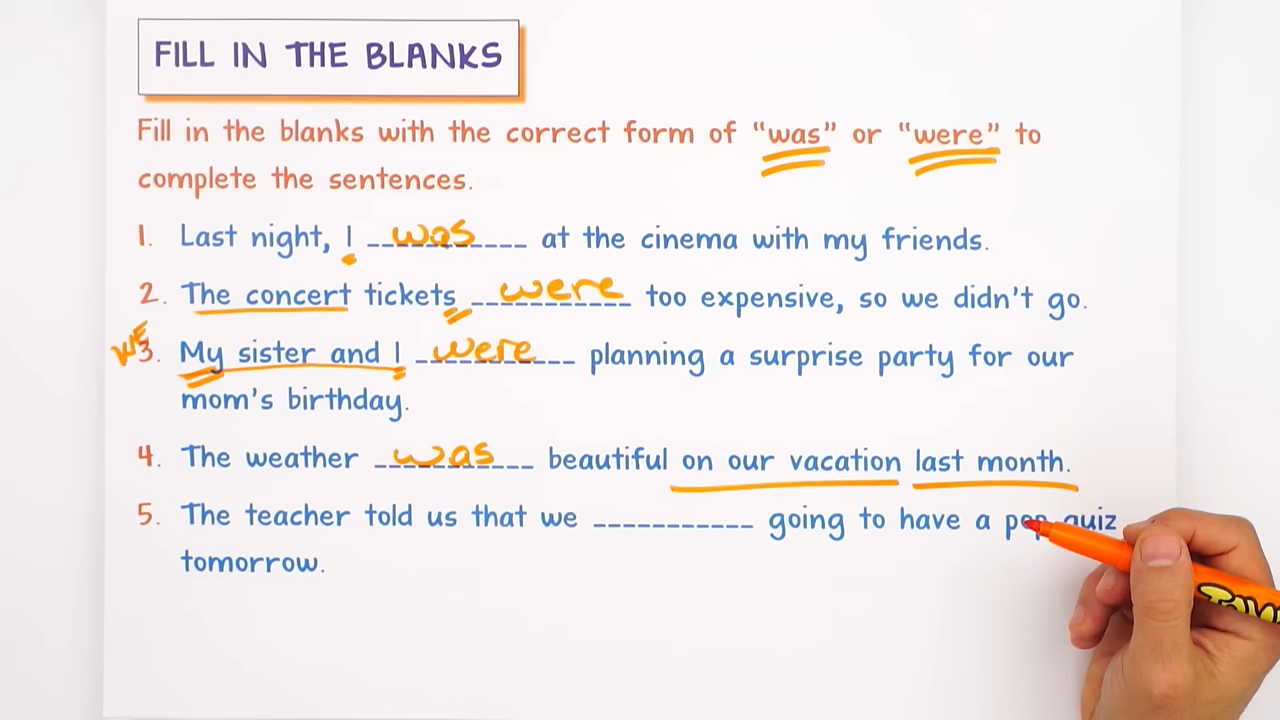 FILL IN THE BLANKS
Fill in the blanks with the correct form of “was” or “were” to
complete the sentences.
1. Last night, I was at the cinema with my friends.
2. The concert tickets were too expensive, so we didn't go.
WE
3. My sister and I were planning a surprise party for our
mom's birthday.
4. The weather was beautiful on our vacation last month.
5. The teacher told us that we ___________ going to have a pop quiz
tomorrow.